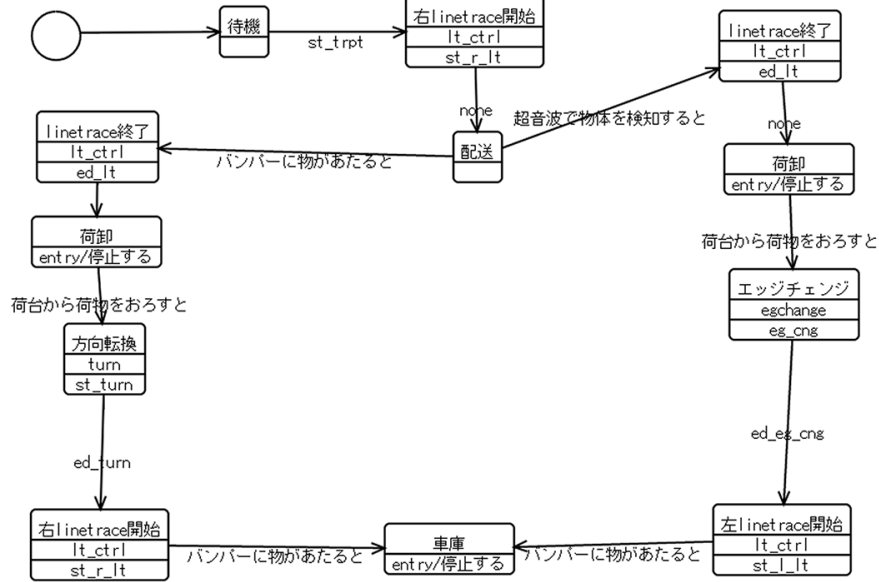 待機
st_trpt
右linetrace開始
lt_ctrl
st_r_lt
none
配送
超音波で物体を検知すると
linetrace終了
lt_ctrl
ed_lt
none
荷卸
entry/停止する
荷台から荷物をおろすと
エッジチェンジ
egchange
eg_cng
ed_eg_cng
左linetrace開始
lt_ctrl
st_l_lt
バンバーに物があたると
バンバーに物があたると
linetrace終了
lt_ctrl
ed_lt
荷卸
entry/停止する
荷台から荷物をおろすと
方向転換
turn
st_turn
ed_turn
右linetrace開始
lt_ctrl
st_r_lt
バンバーに物があたると
車庫
entry/停止する